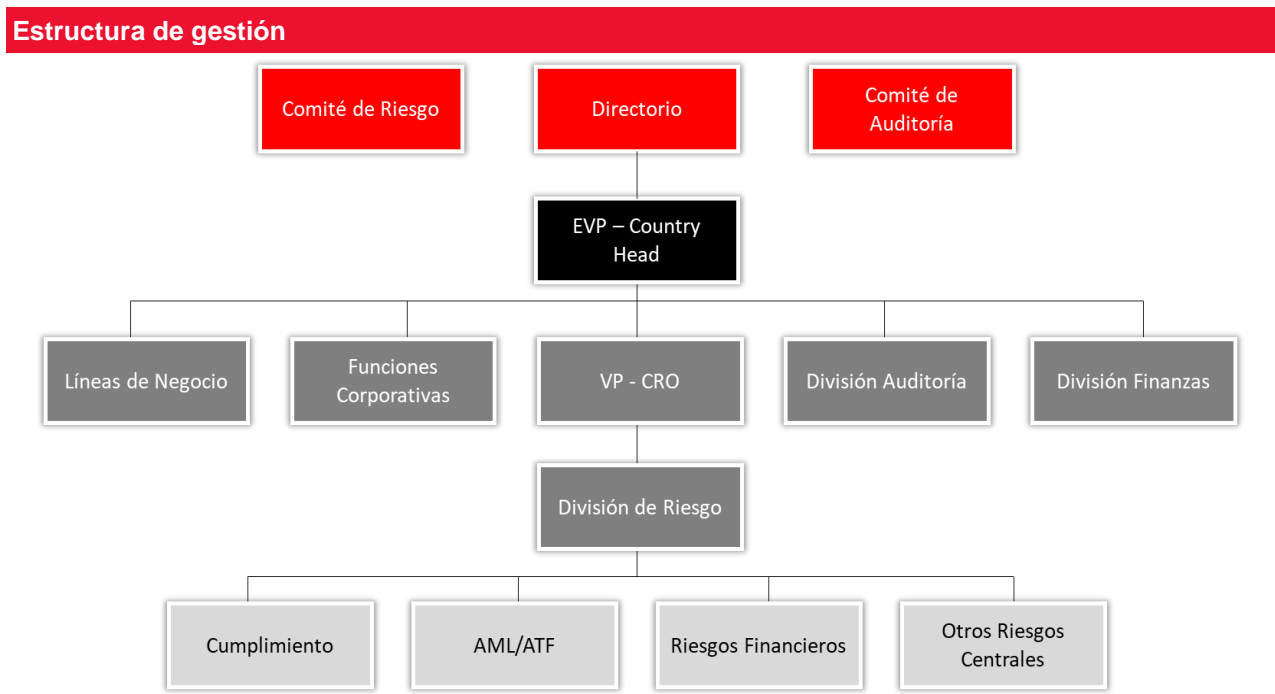 Estructura de gestión
Comité de Riesgo
Directorio
Comité de
Auditoría
EVP – Country
Head
Líneas de Negocio
Funciones
Corporativas
VP - CRO
División Auditoría
División Finanzas
División de Riesgo
Cumplimiento
AML/ATF
Riesgos Financieros
Otros Riesgos
Centrales